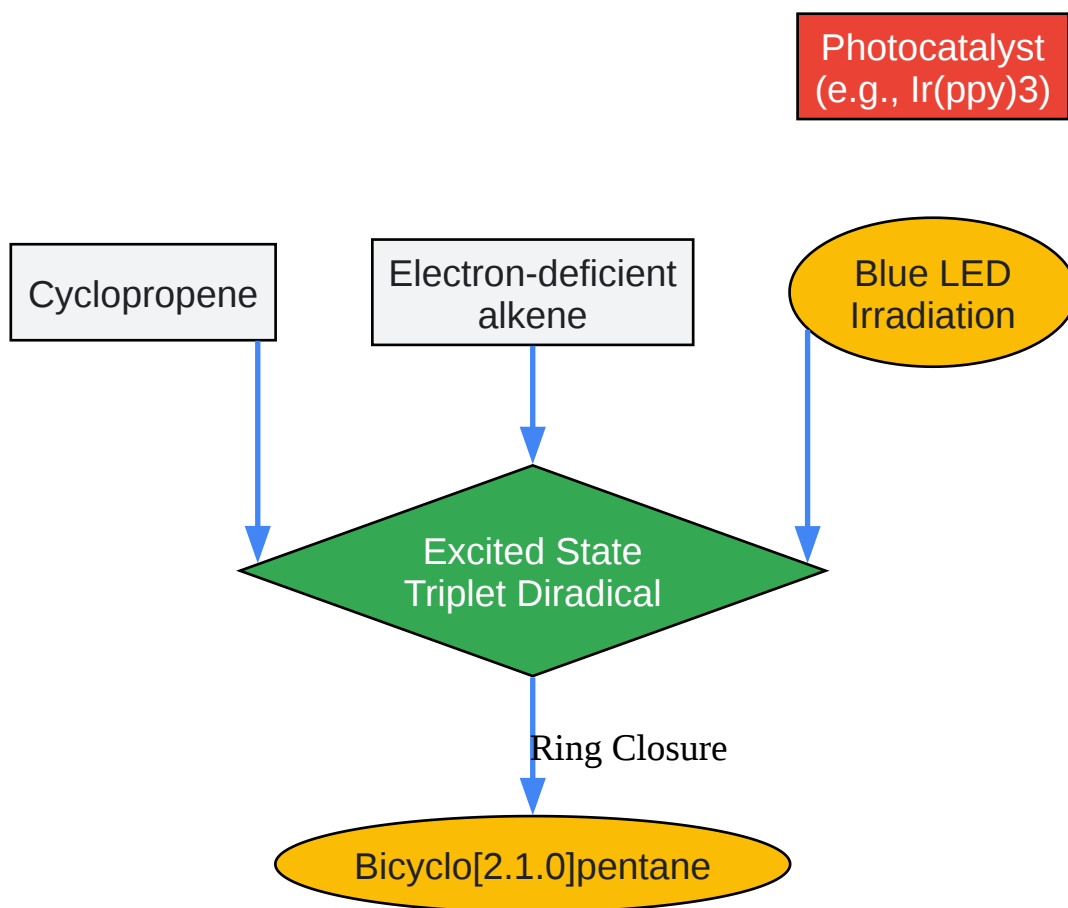 Photocatalyst
(e.g., Ir(ppy)3)
Cyclopropene
Electron-deficient
alkene
Blue LED
Irradiation
Excited State
Triplet Diradical
Ring Closure
Bicyclo[2.1.0]pentane